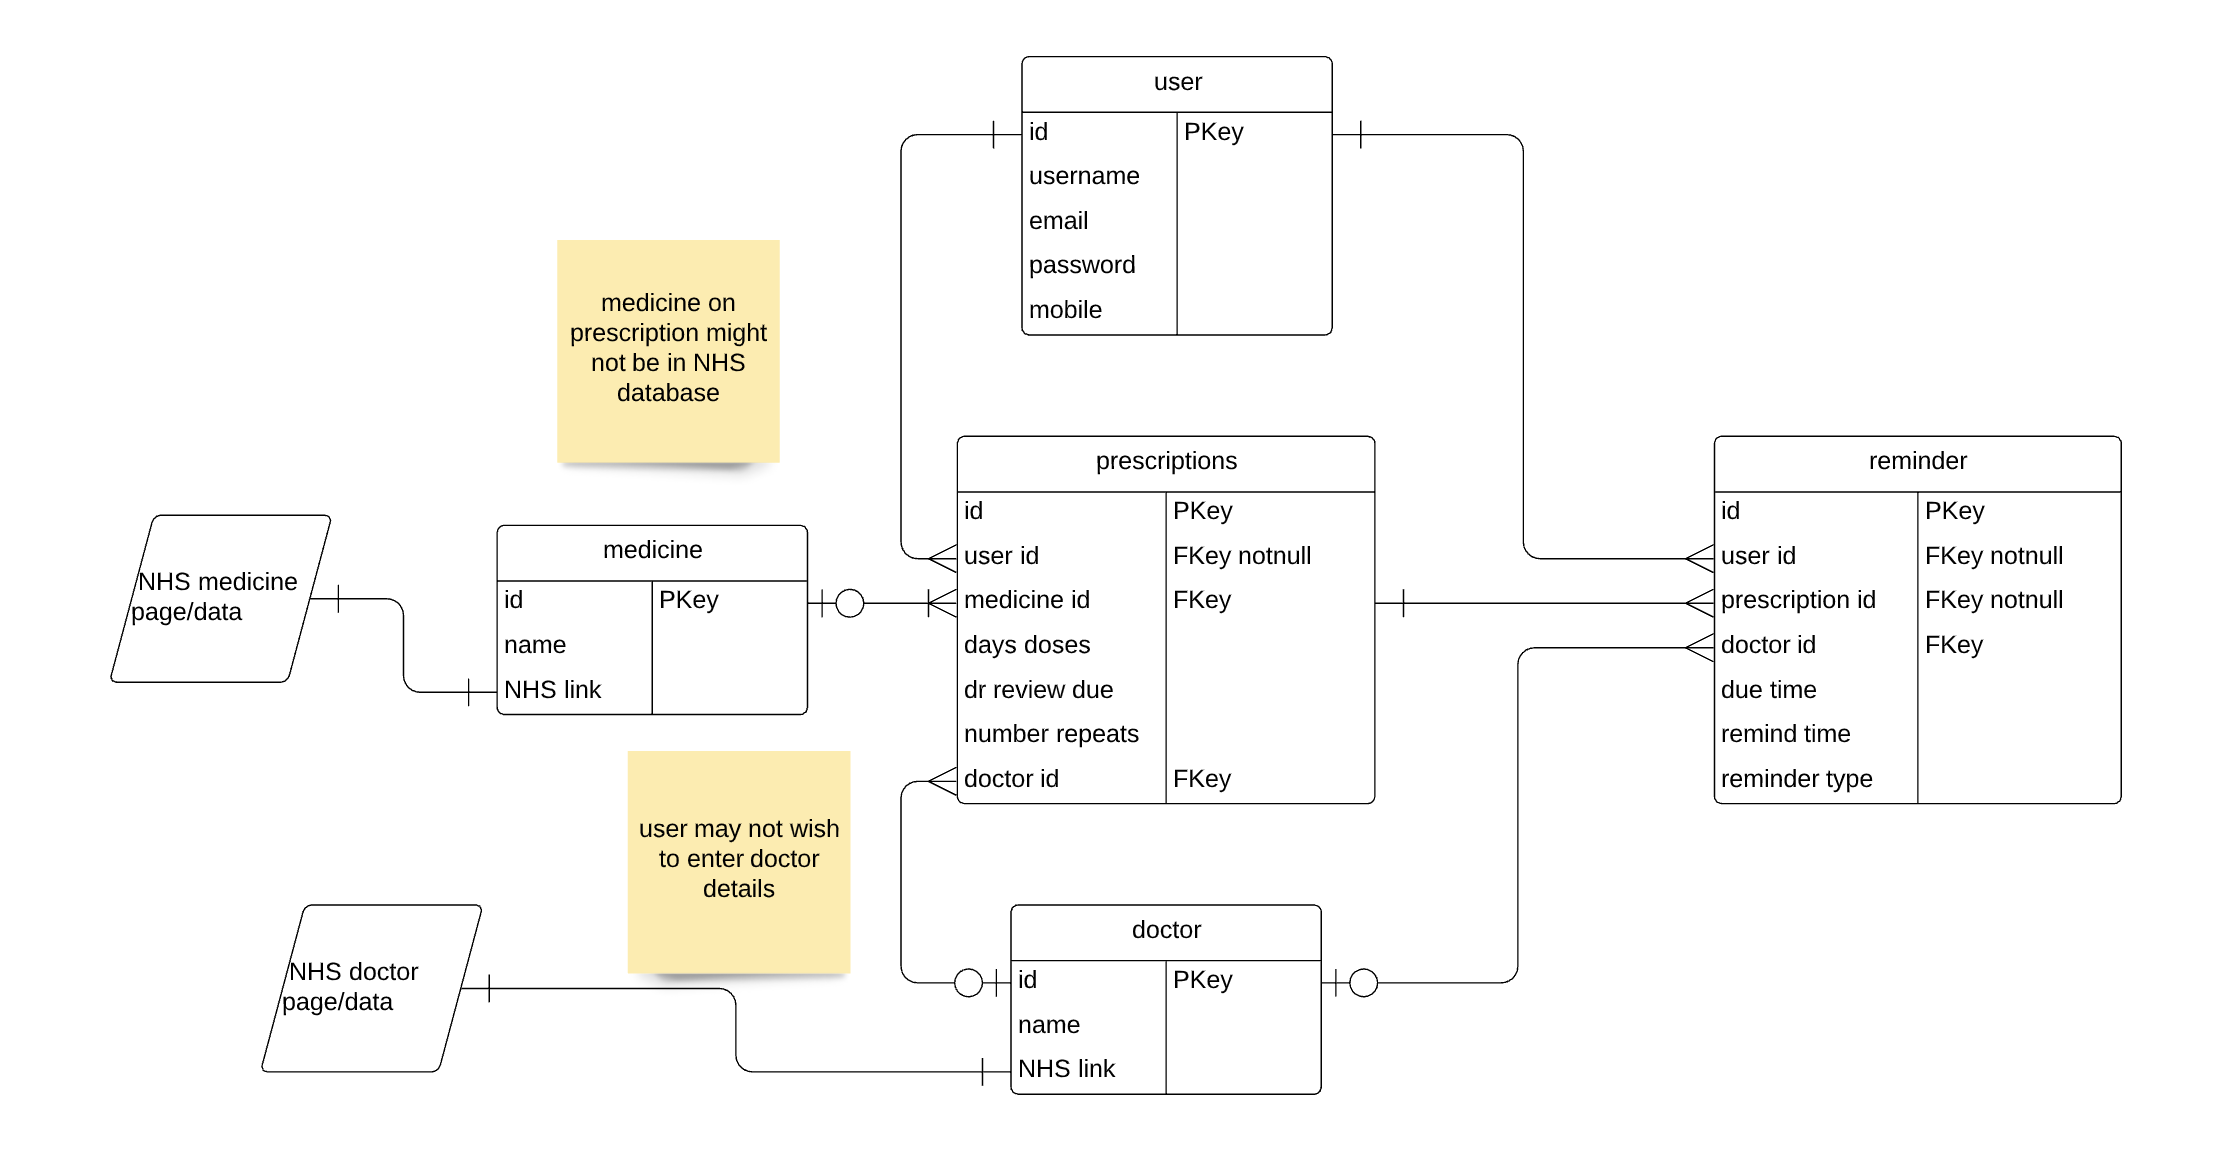 user
id PKey
username
email
password
mobile
medicine on
prescription might
not be in NHS
database
prescriptions
id PKey
user id FKey notnull
medicine id FKey
days doses
dr review due
number repeats
doctor id FKey
reminder
id PKey
user id FKey notnull
prescription id FKey notnull
doctor id FKey
due time
remind time
reminder type
NHS medicine
page/data
medicine
id PKey
name
NHS link
user may not wish
to enter doctor
details
NHS doctor
page/data
doctor
id PKey
name
NHS link